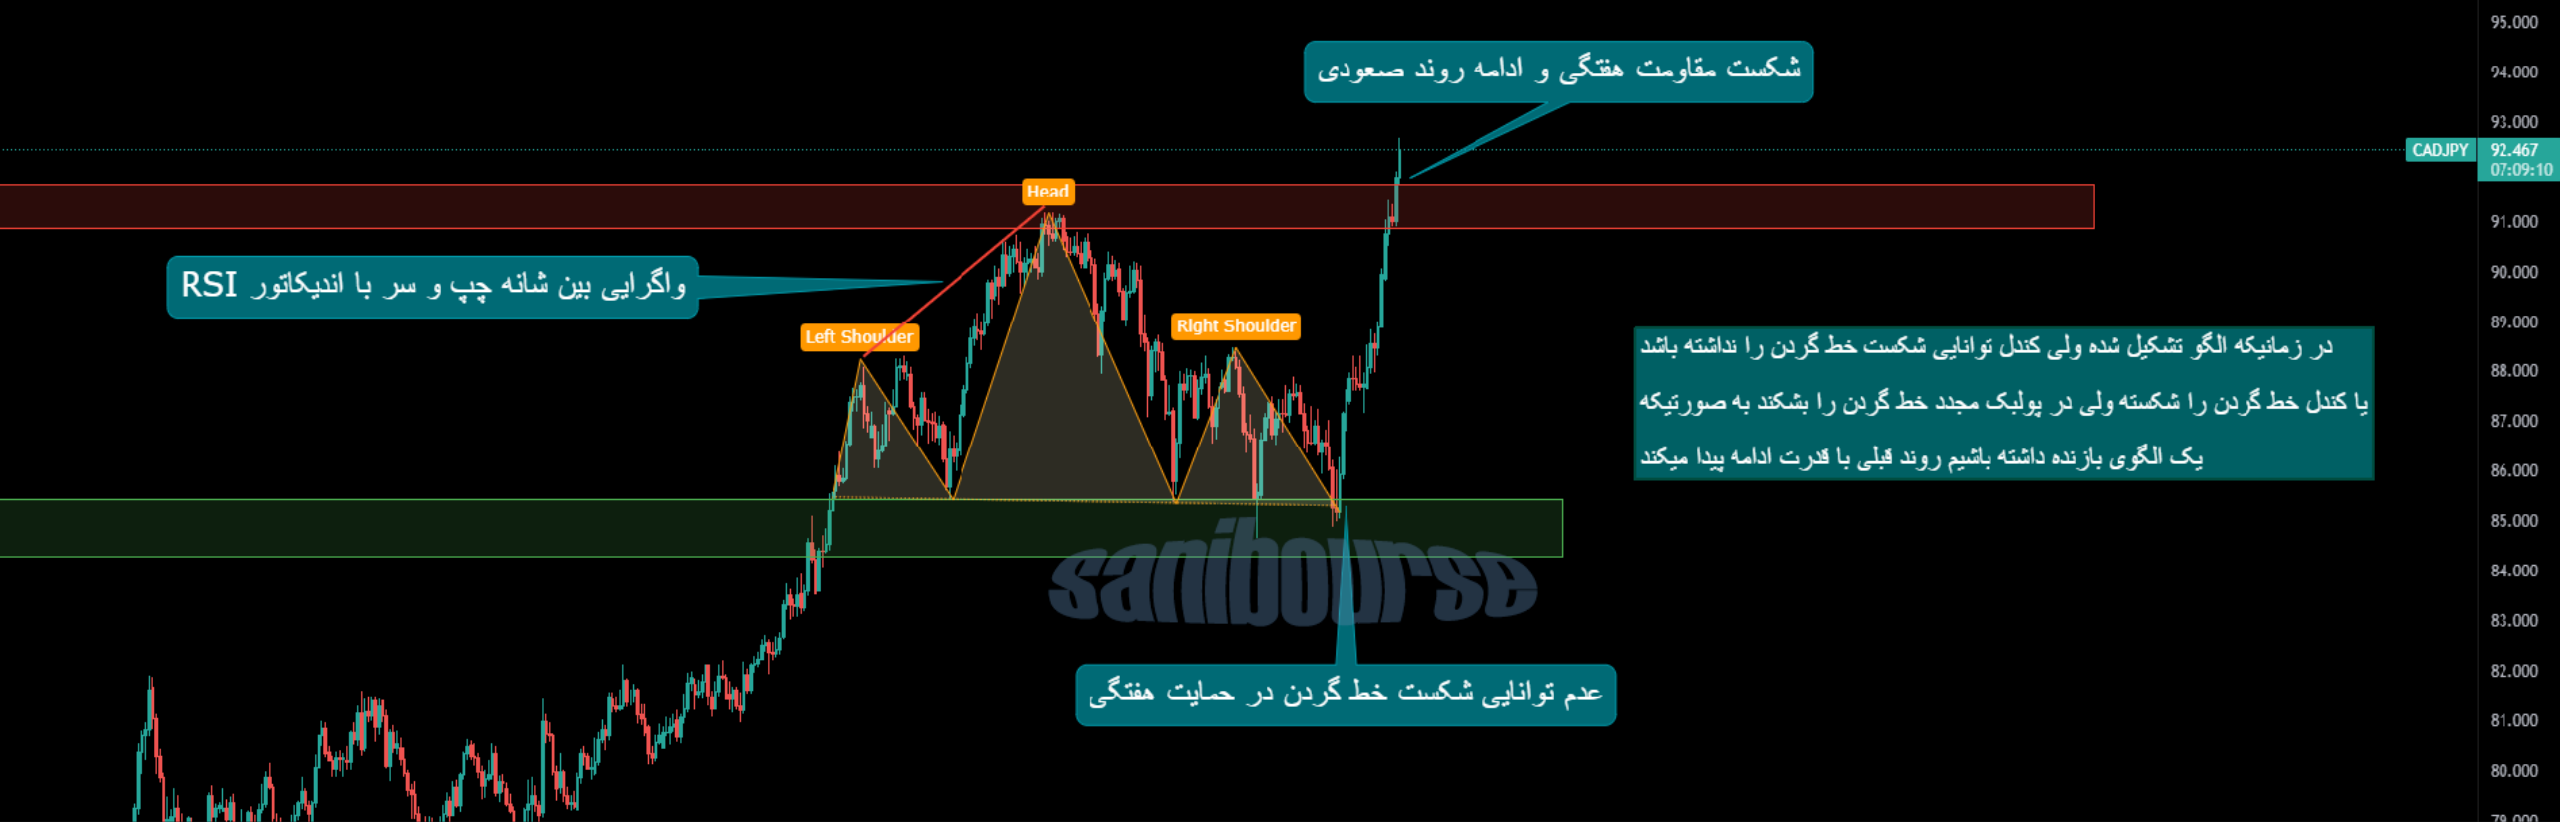 شکست مقاومت هفتگی و ادامه روند صعودی
Head
واگرایی بین شانه چپ و سر با اندیکاتور RSI
Left Shoulder
Right Shoulder
در زمانیکه الگو تشکیل شده ولی کندل توانایی شکست خط گردن را نداشته باشد
یا کندل خط گردن را شکسته ولی در پولبک مجدد خط گردن را بشکند به صورتیکه
یک الگوی بازنده داشته باشیم روند قبلی با قدرت ادامه پیدا میکند
sanibourse
عدم توانایی شکست خط گردن در حمایت هفتگی
95.000
94.000
93.000
CADJPY 92.467
07:09:10
91.000
90.000
89.000
88.000
87.000
86.000
85.000
84.000
83.000
82.000
81.000
80.000
79.000